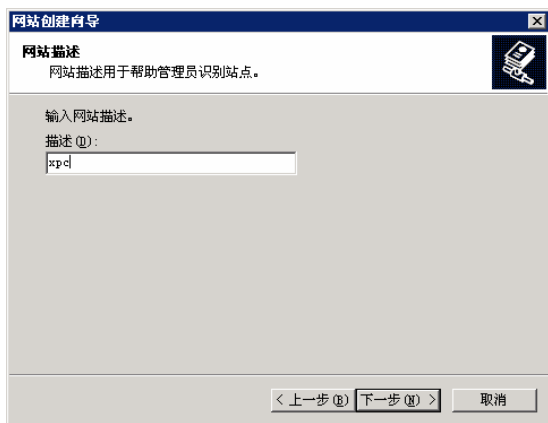 网站创建向导
网站描述
网站描述用于帮助管理员识别站点。
输入网站描述。
描述(D):
xpc
< 上一步(B) 下一步(N) > 取消